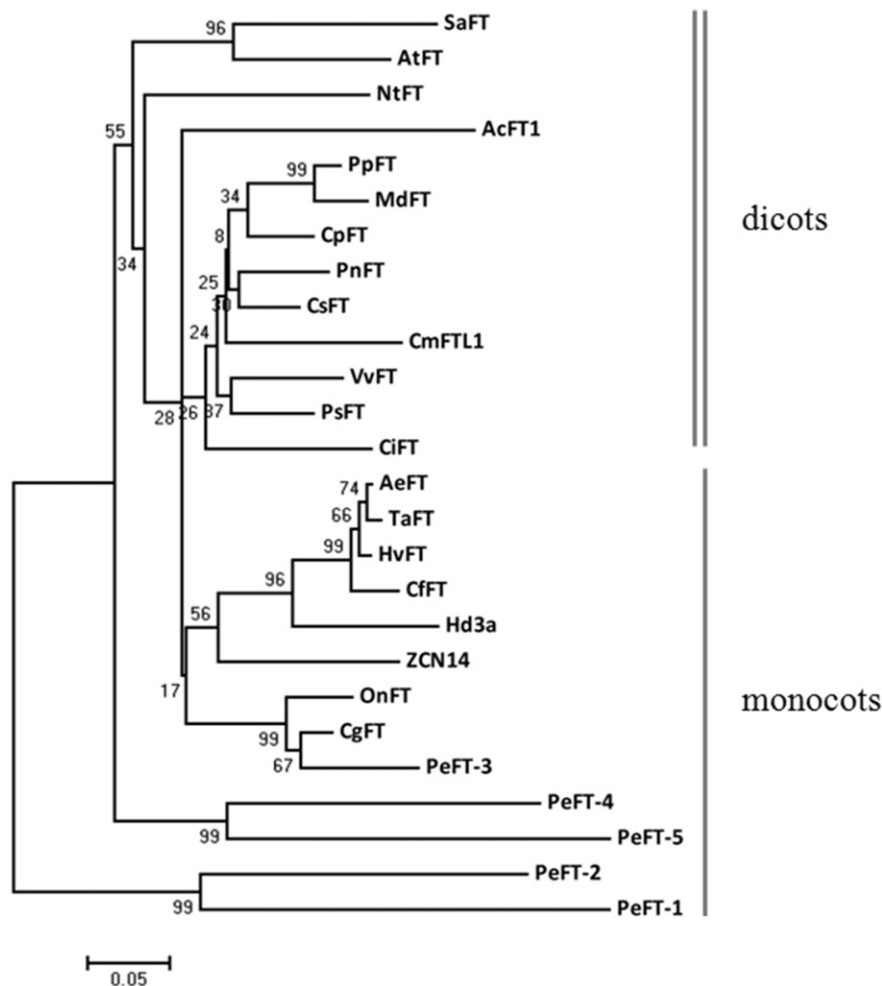 SaFT
96
AtFT
NtFT
55
AcFT1
99
PpFT
34
MdFT
dicots
8
CpFT
34
PnFT
25
30
CsFT
24
CmFTL1
VvFT
28
26
37
PsFT
CiFT
74
AeFT
66
TaFT
99
HvFT
96
CfFT
56
Hd3a
ZCN14
17
OnFT
monocots
99
CgFT
67
PeFT-3
PeFT-4
99
PeFT-5
PeFT-2
99
PeFT-1
0.05